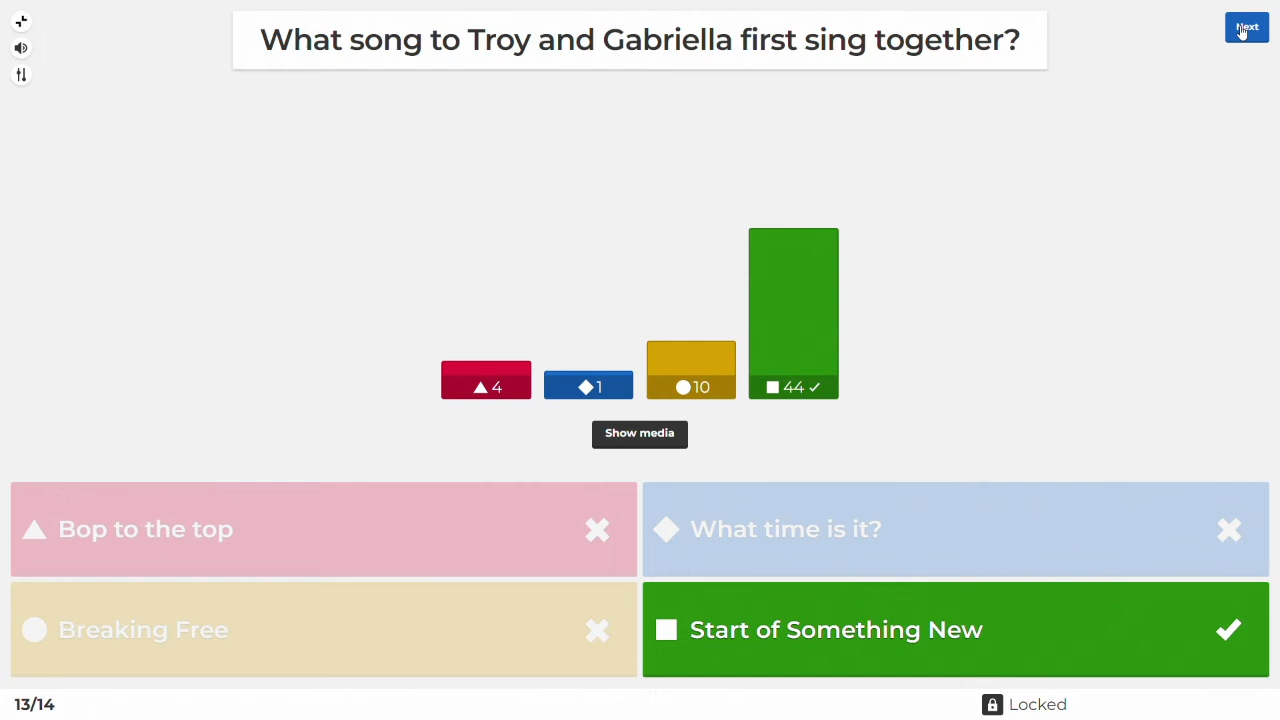 What song to Troy and Gabriella first sing together?
Next
4
1
10
44
Show media
Bop to the top
What time is it?
Breaking Free
Start of Something New
13/14
Locked